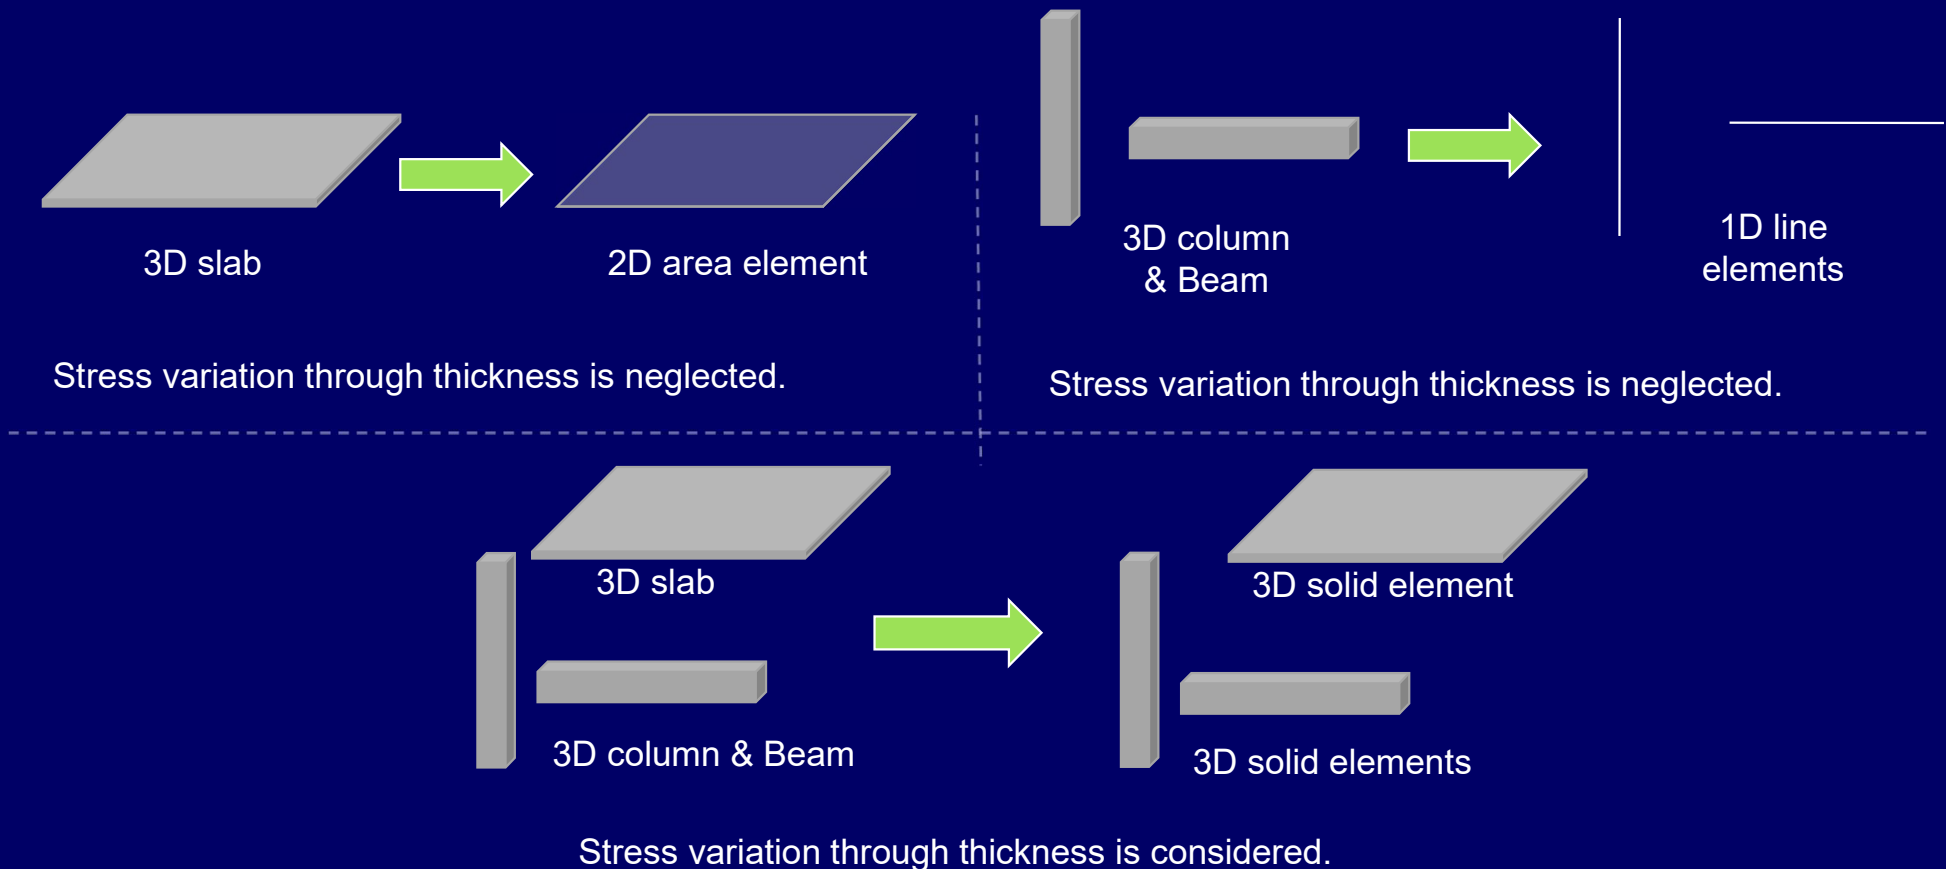 3D slab
2D area element
Stress variation through thickness is neglected.
3D column
& Beam
1D line
elements
Stress variation through thickness is neglected.
3D slab
3D column & Beam
3D solid element
3D solid elements
Stress variation through thickness is considered.